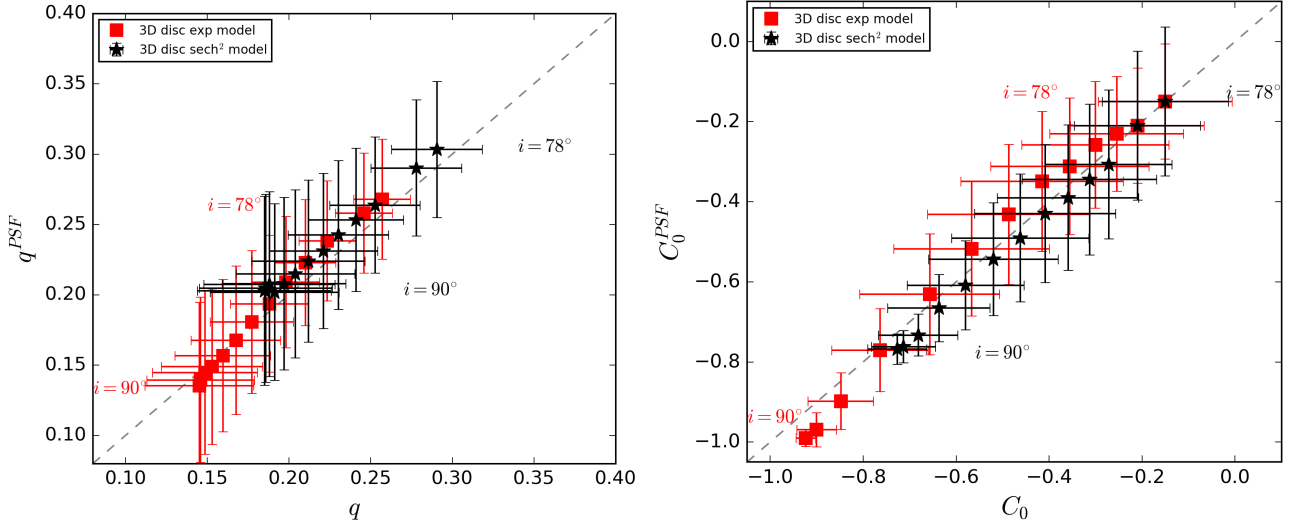 3D disc exp model
3D disc sech² model
0.40
0.35
0.30
0.25
0.20
0.15
0.10
q^{PSF}
i = 78°
i = 78°
i = 90°
i = 90°
0.10
0.15
0.20
0.25
0.30
0.35
0.40
q
3D disc exp model
3D disc sech² model
0.0
−0.2
−0.4
−0.6
−0.8
−1.0
C_0^{PSF}
i = 78°
i = 78°
i = 90°
i = 90°
−1.0
−0.8
−0.6
−0.4
−0.2
0.0
C_0